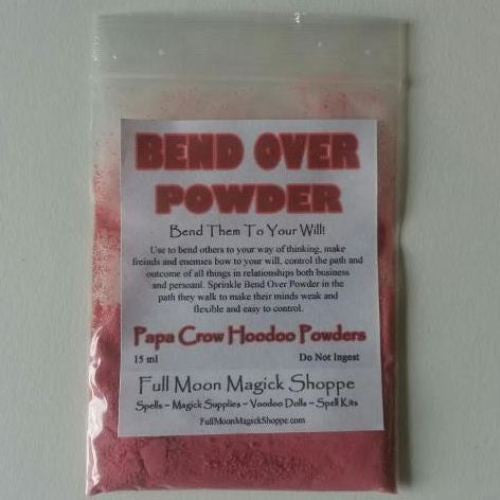 BEND OVER
POWDER
Bend Them To Your Will!
Use to bend others to your way of thinking, make
freinds and enemies bow to your will, control the path and
outcome of all things in relationships both business
and persoanl. Sprinkle Bend Over Powder in the
path they walk to make their minds weak and
flexible and easy to control.
Papa Crow Hoodoo Powders
15 ml Do Not Ingest
Full Moon Magick Shoppe
Spells ~ Magick Supplies ~ Voodoo Dolls ~ Spell Kits
FullMoonMagickShoppe.com